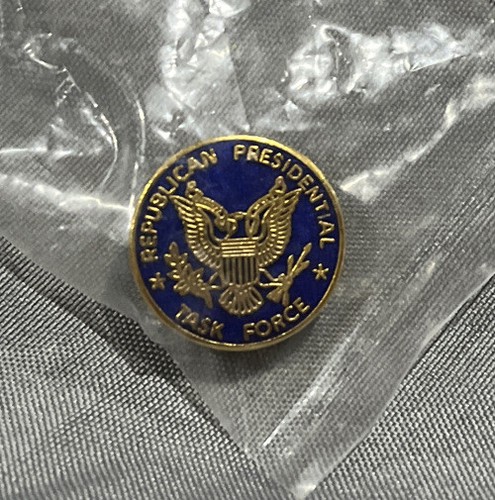 REPUBLICAN PRESIDENTIAL
TASK FORCE